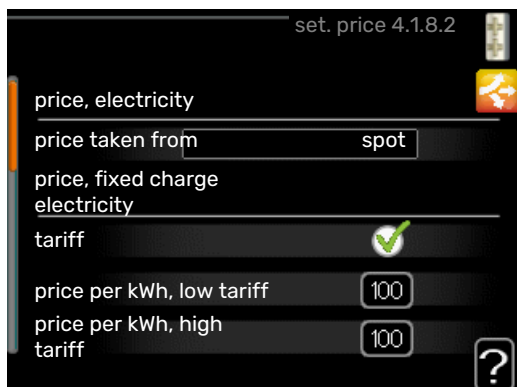 set. price 4.1.8.2
price, electricity
price taken from spot
price, fixed charge
electricity
tariff
price per kWh, low tariff 100
price per kWh, high
tariff 100
?